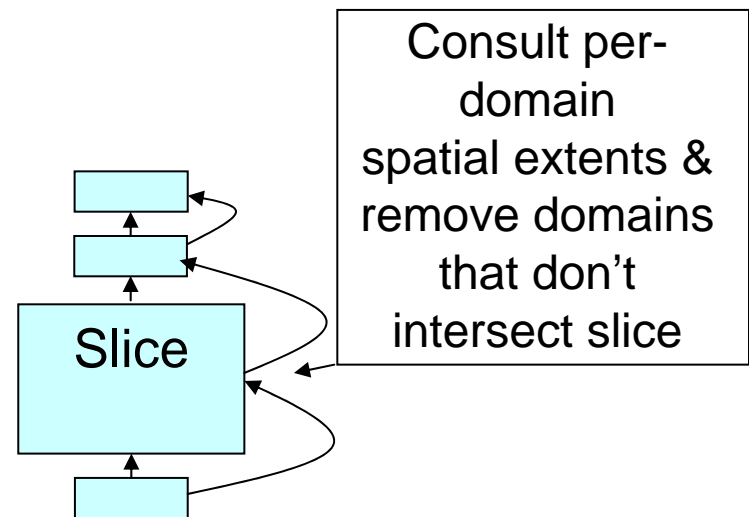 Consult per-
domain
spatial extents &
remove domains
that don’t
intersect slice
Slice